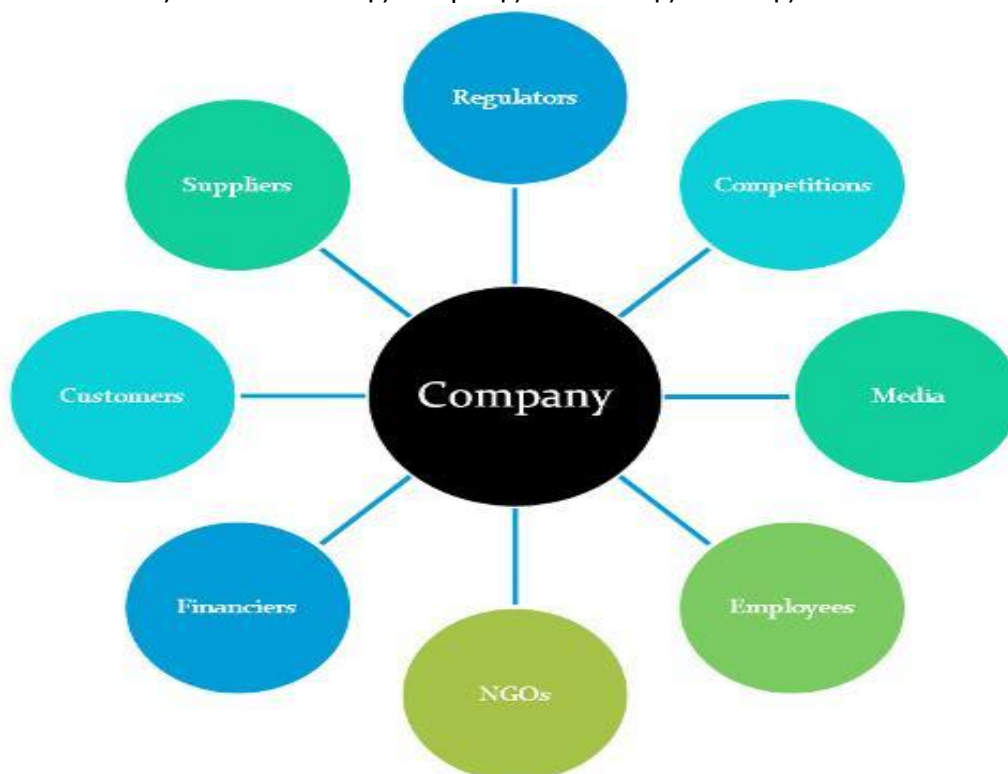 Regulators
Suppliers
Competitions
Customers
Company
Media
Financiers
Employees
NGOs